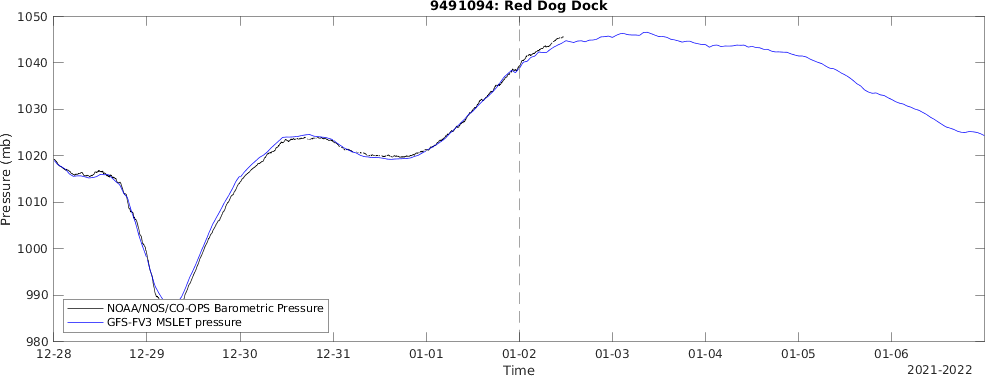 9491094: Red Dog Dock
1050
1040
1030
1020
1010
1000
990
980
Pressure (mb)
NOAA/NOS/CO-OPS Barometric Pressure
GFS-FV3 MSLET pressure
12-28 12-29 12-30 12-31 01-01 01-02 01-03 01-04 01-05 01-06
Time
2021-2022